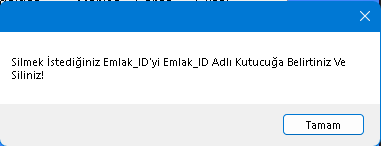 Silmek İstediğiniz Emlak_ID'yi Emlak_ID Adlı Kutucuğa Belirtiniz Ve
Siliniz!
Tamam